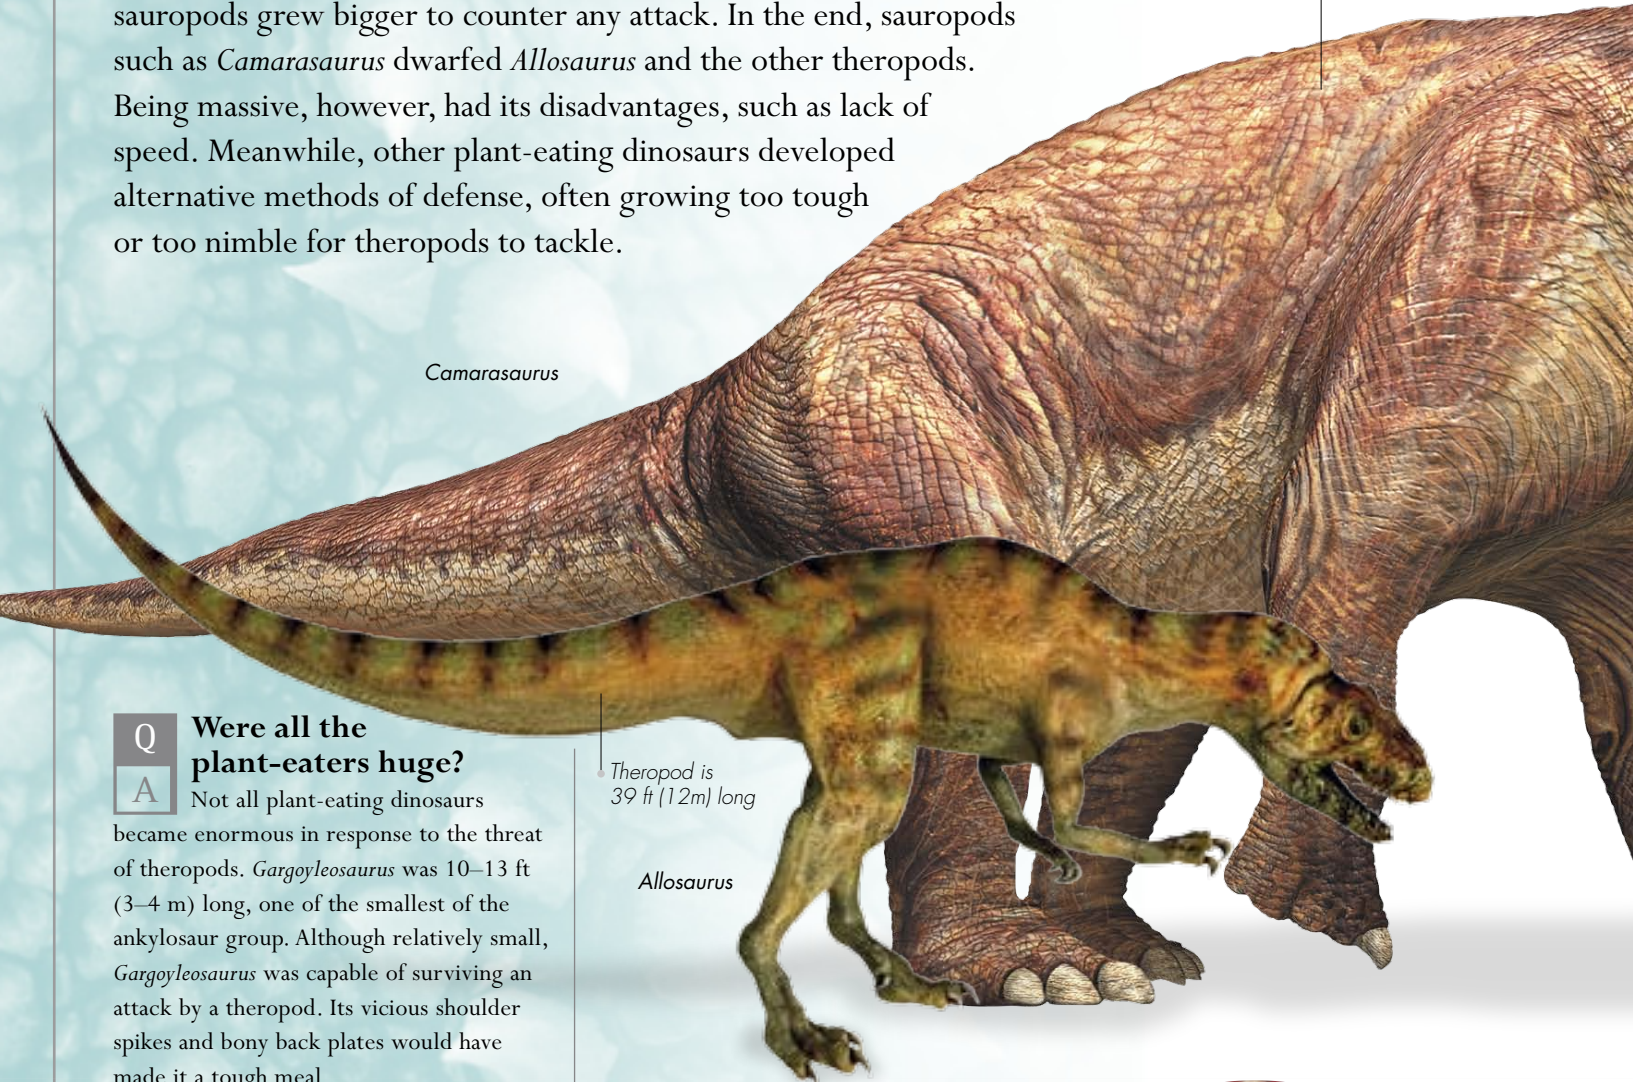 sauropods grew bigger to counter any attack. In the end, sauropods
such as Camarasaurus dwarfed Allosaurus and the other theropods.
Being massive, however, had its disadvantages, such as lack of
speed. Meanwhile, other plant-eating dinosaurs developed
alternative methods of defense, often growing too tough
or too nimble for theropods to tackle.
Camarasaurus
Q
A
Were all the
plant-eaters huge?
Not all plant-eating dinosaurs
became enormous in response to the threat
of theropods. Gargoyleosaurus was 10–13 ft
(3–4 m) long, one of the smallest of the
ankylosaur group. Although relatively small,
Gargoyleosaurus was capable of surviving an
attack by a theropod. Its vicious shoulder
spikes and bony back plates would have
made it a tough meal
Theropod is
39 ft (12m) long
Allosaurus